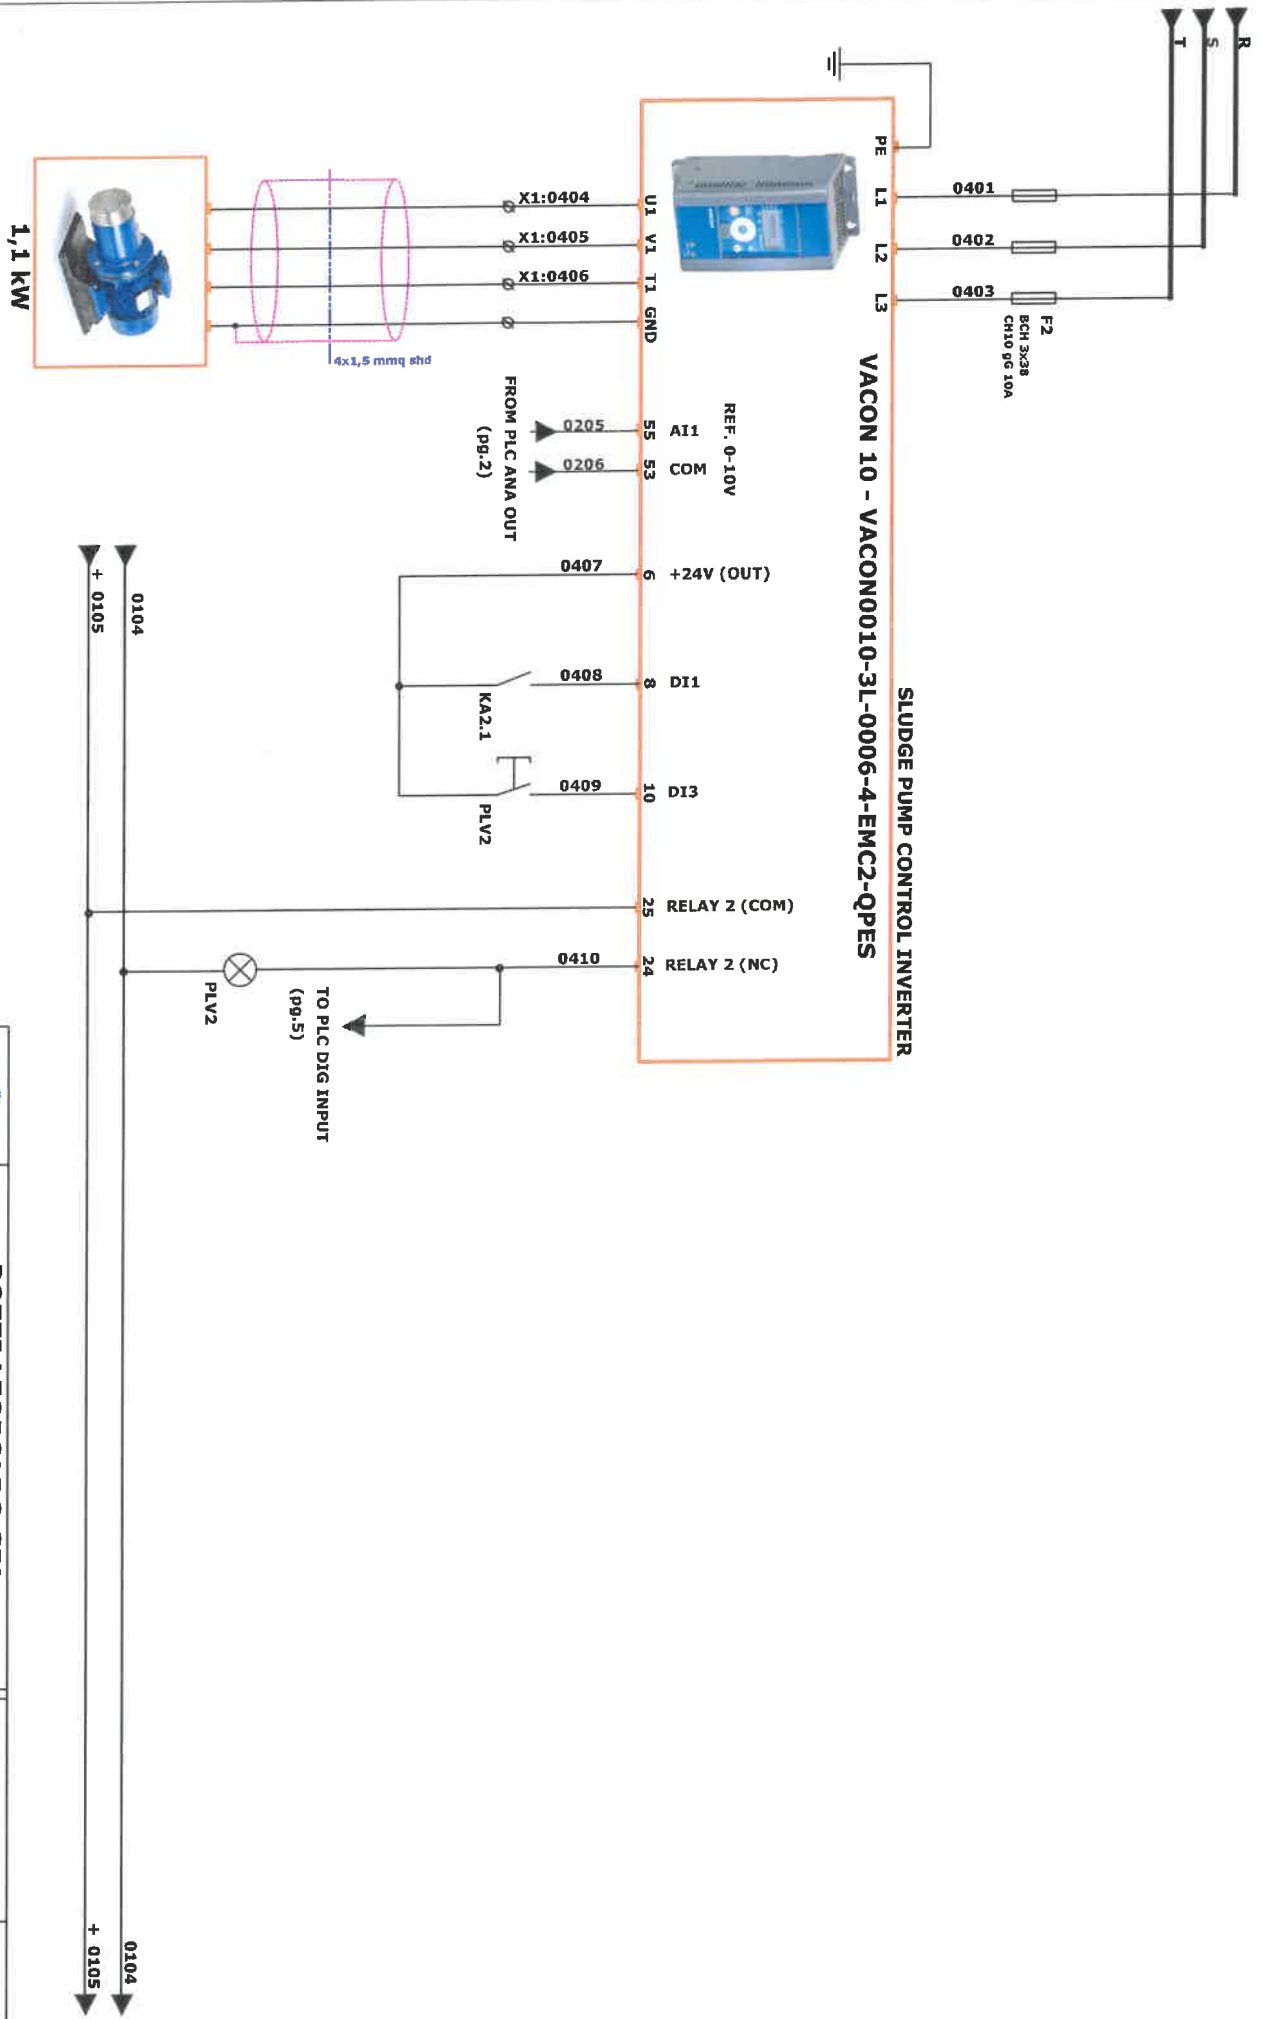 R
S
T
F2
BCH 3x38
CH10 gG 10A
0401
0402
0403
PE
L1
L2
L3
SLUDGE PUMP CONTROL INVERTER
VACON 10 - VACON0010-3L-0006-4-EMC2-QPES
REF. 0-10V
AI1
COM
+24V (OUT)
DI1
DI3
RELAY 2 (COM)
RELAY 2 (NC)
U1
V1
T1
GND
55
53
6
8
10
25
24
X1:0404
X1:0405
X1:0406
0205
0206
0407
0408
0409
0410
FROM PLC ANA OUT
(pg.2)
KA2.1
PLV2
4x1,5 mmq shd
TO PLC DIG INPUT
(pg.5)
PLV2
0104
+ 0105
0104
+ 0105
1,1 kW